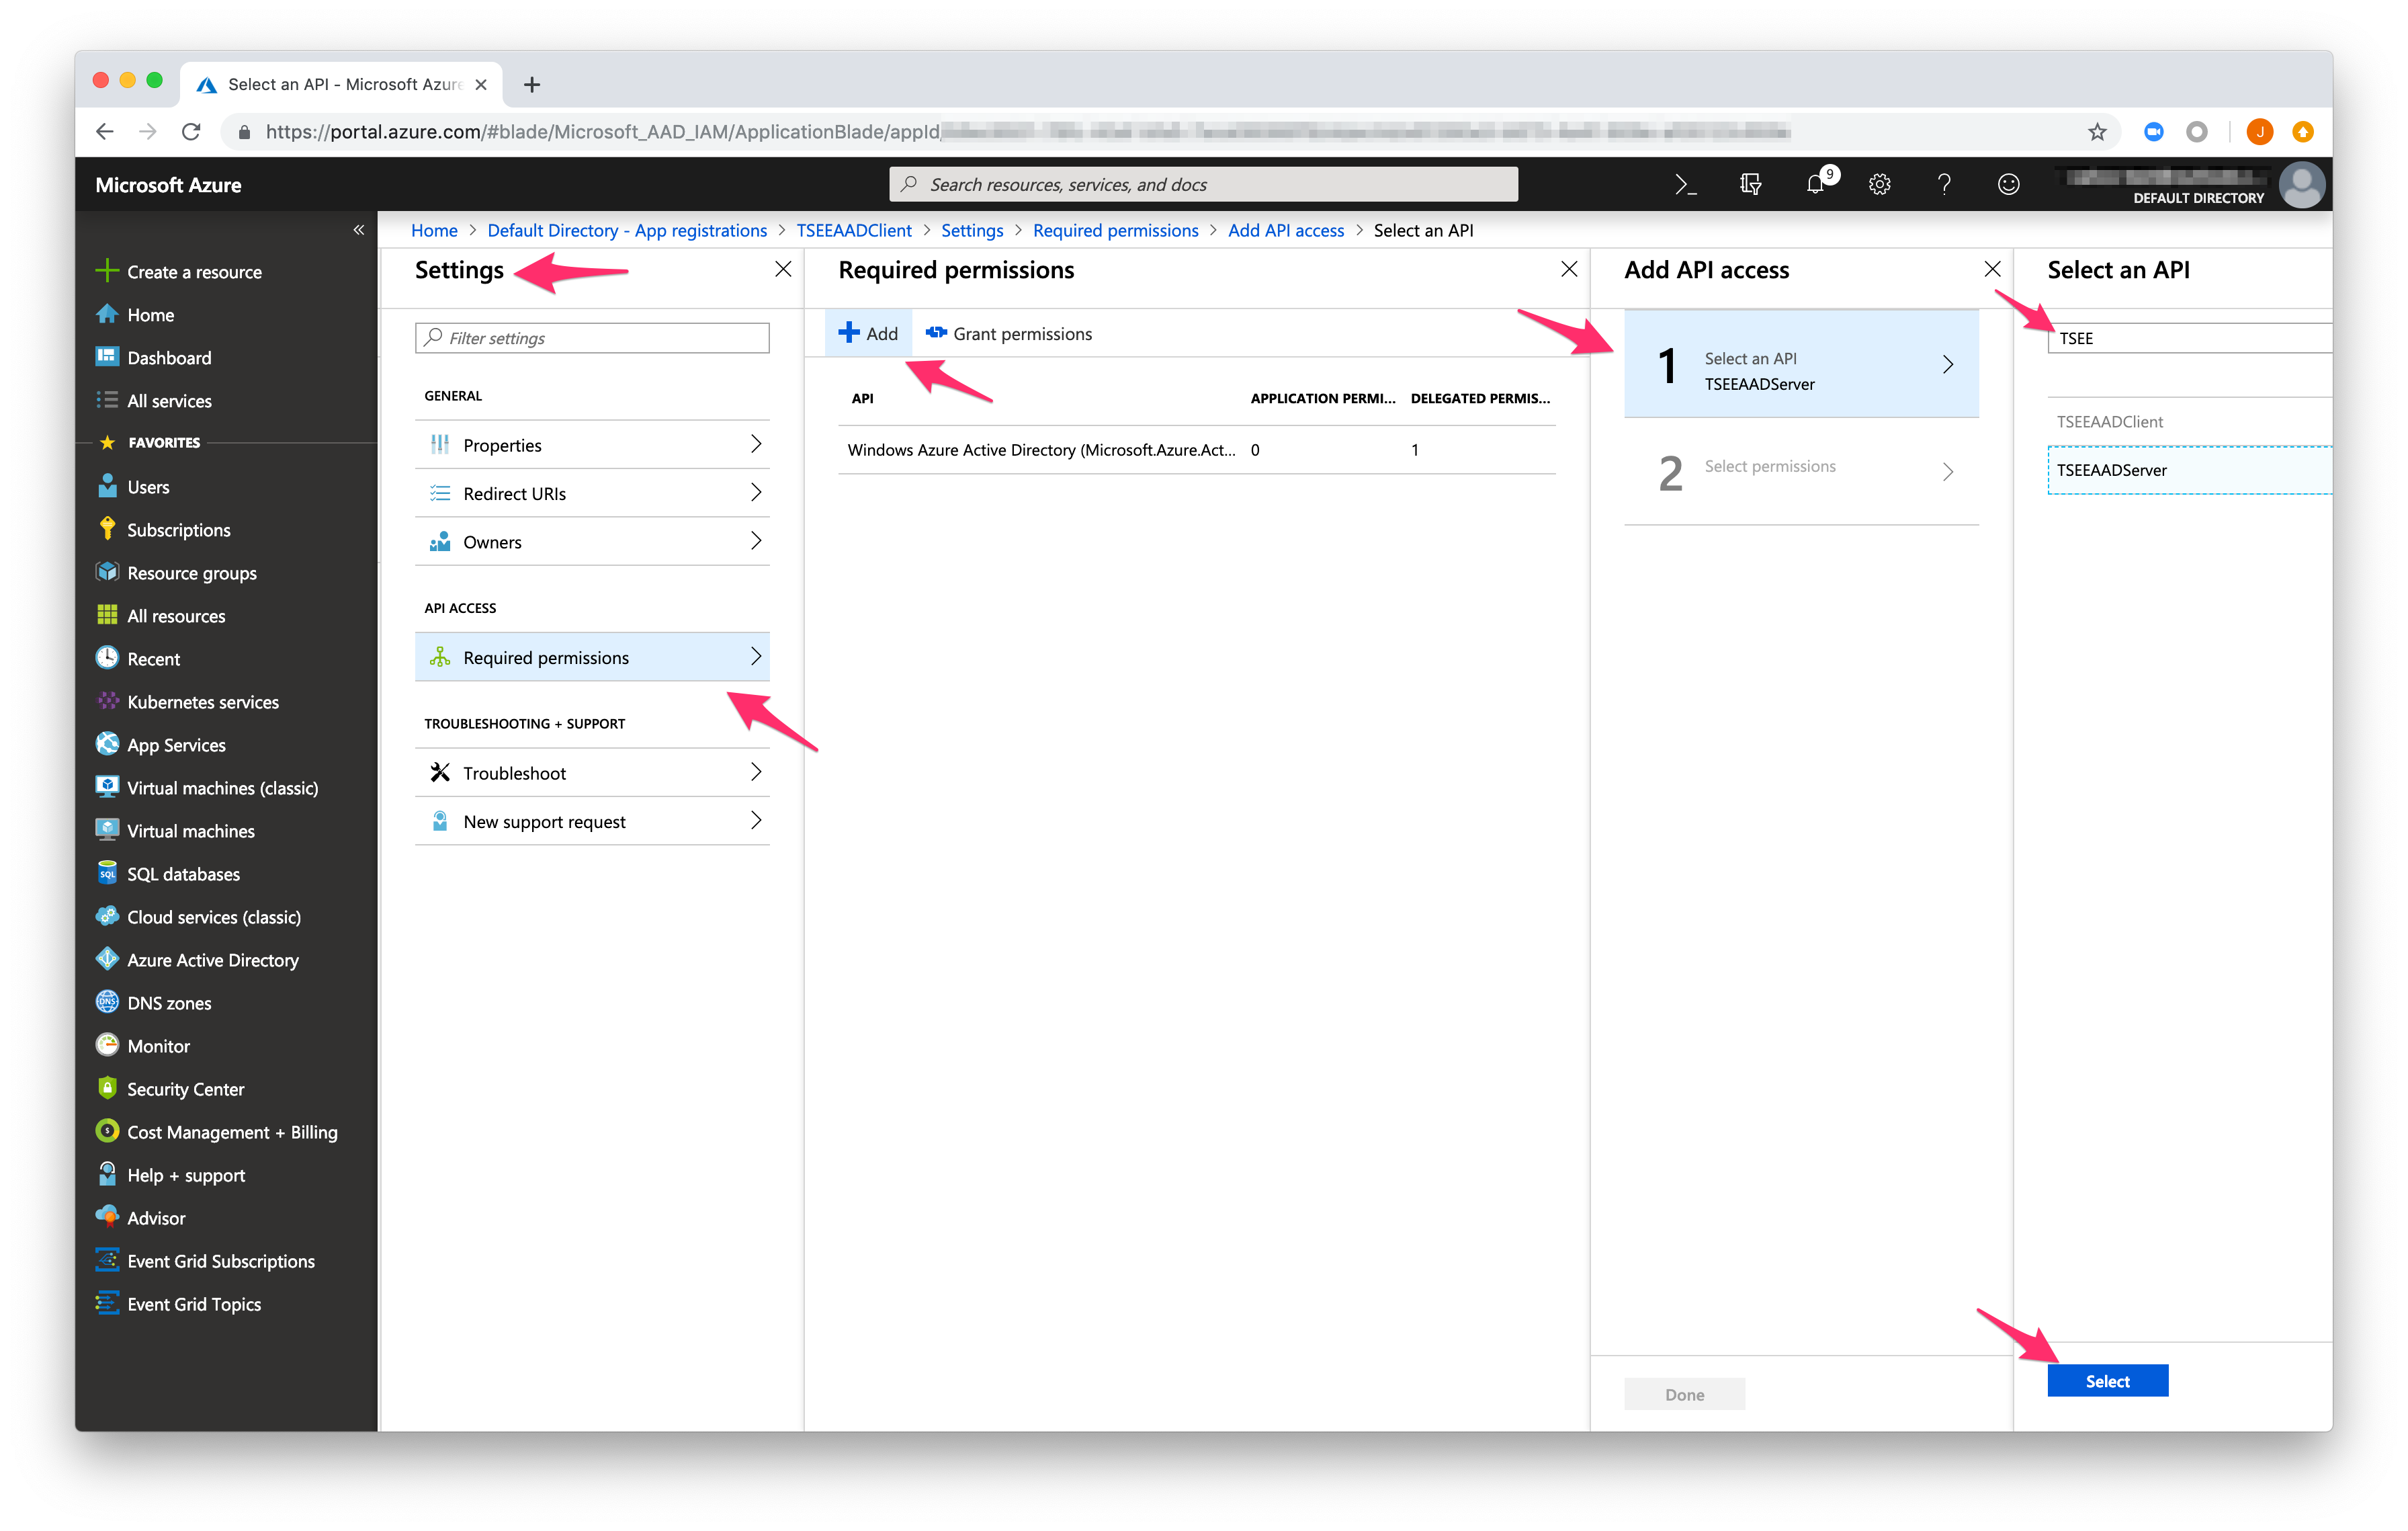 Select an API - Microsoft Azure
https://portal.azure.com/#blade/Microsoft_AAD_IAM/ApplicationBlade/appId/
J
Microsoft Azure
Search resources, services, and docs
9
DEFAULT DIRECTORY
Home > Default Directory - App registrations > TSEEAADClient > Settings > Required permissions > Add API access > Select an API
Create a resource
Home
Dashboard
All services
FAVORITES
Users
Subscriptions
Resource groups
All resources
Recent
Kubernetes services
App Services
Virtual machines (classic)
Virtual machines
SQL databases
Cloud services (classic)
Azure Active Directory
DNS zones
Monitor
Security Center
Cost Management + Billing
Help + support
Advisor
Event Grid Subscriptions
Event Grid Topics
Settings
Filter settings
GENERAL
Properties
Redirect URIs
Owners
API ACCESS
Required permissions
TROUBLESHOOTING + SUPPORT
Troubleshoot
New support request
Required permissions
Add Grant permissions
API APPLICATION PERMI... DELEGATED PERMIS...
Windows Azure Active Directory (Microsoft.Azure.Act... 0 1
Add API access
1 Select an API
TSEEAADServer
2 Select permissions
Done
Select an API
TSEE
TSEEAADClient
TSEEAADServer
Select